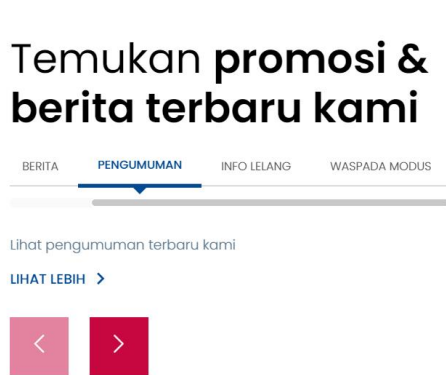 Temukan promosi &
berita terbaru kami
BERITA PENGUMUMAN INFO LELANG WASPADA MODUS
Lihat pengumuman terbaru kami
LIHAT LEBIH